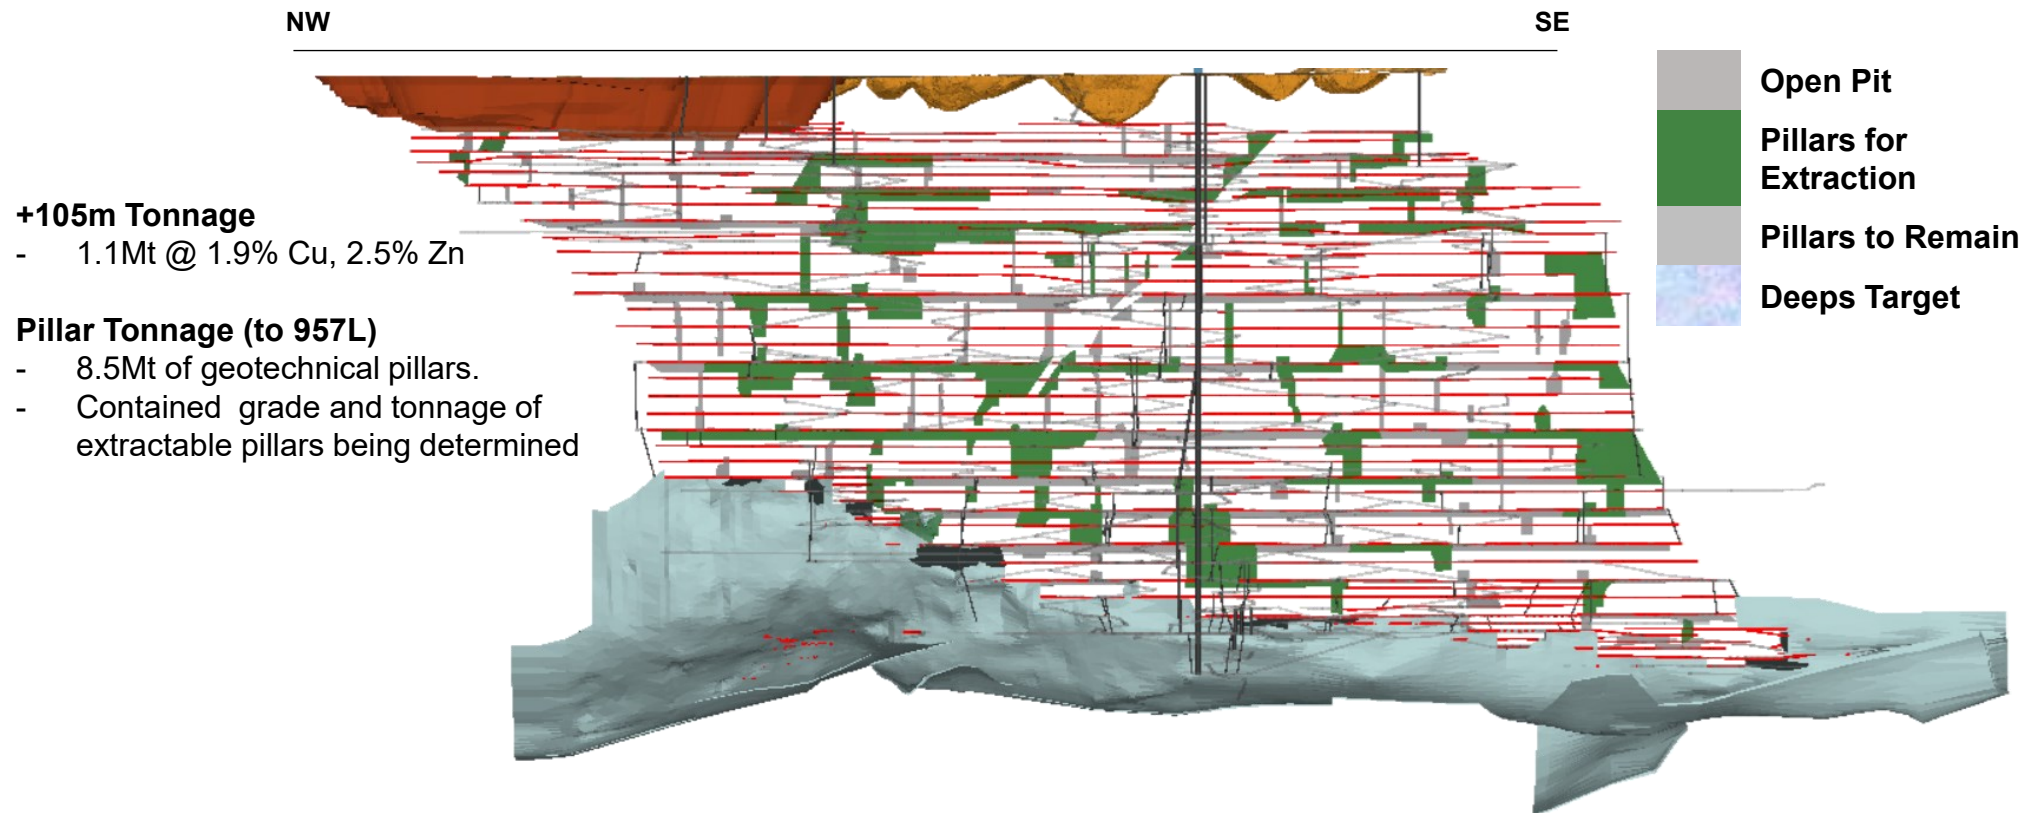 NW
SE
Open Pit
Pillars for
Extraction
Pillars to Remain
Deeps Target
+105m Tonnage
- 1.1Mt @ 1.9% Cu, 2.5% Zn
Pillar Tonnage (to 957L)
- 8.5Mt of geotechnical pillars.
- Contained grade and tonnage of
extractable pillars being determined